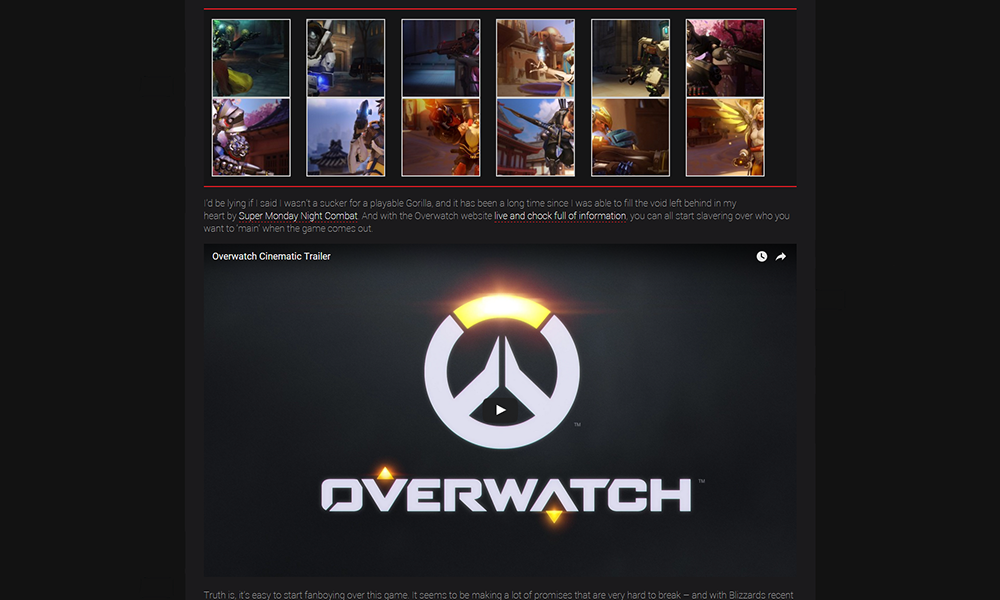 I'd be lying if I said I wasn't a sucker for a playable Gorilla, and it has been a long time since I was able to fill the void left behind in my
heart by Super Monday Night Combat. And with the Overwatch website live and chock full of information, you can all start slavering over who you
want to 'main' when the game comes out.
Overwatch Cinematic Trailer
TM
OVERWATCH TM
Truth is, it's easy to start fanboying over this game. It seems to be making a lot of promises that are very hard to break – and with Blizzards recent